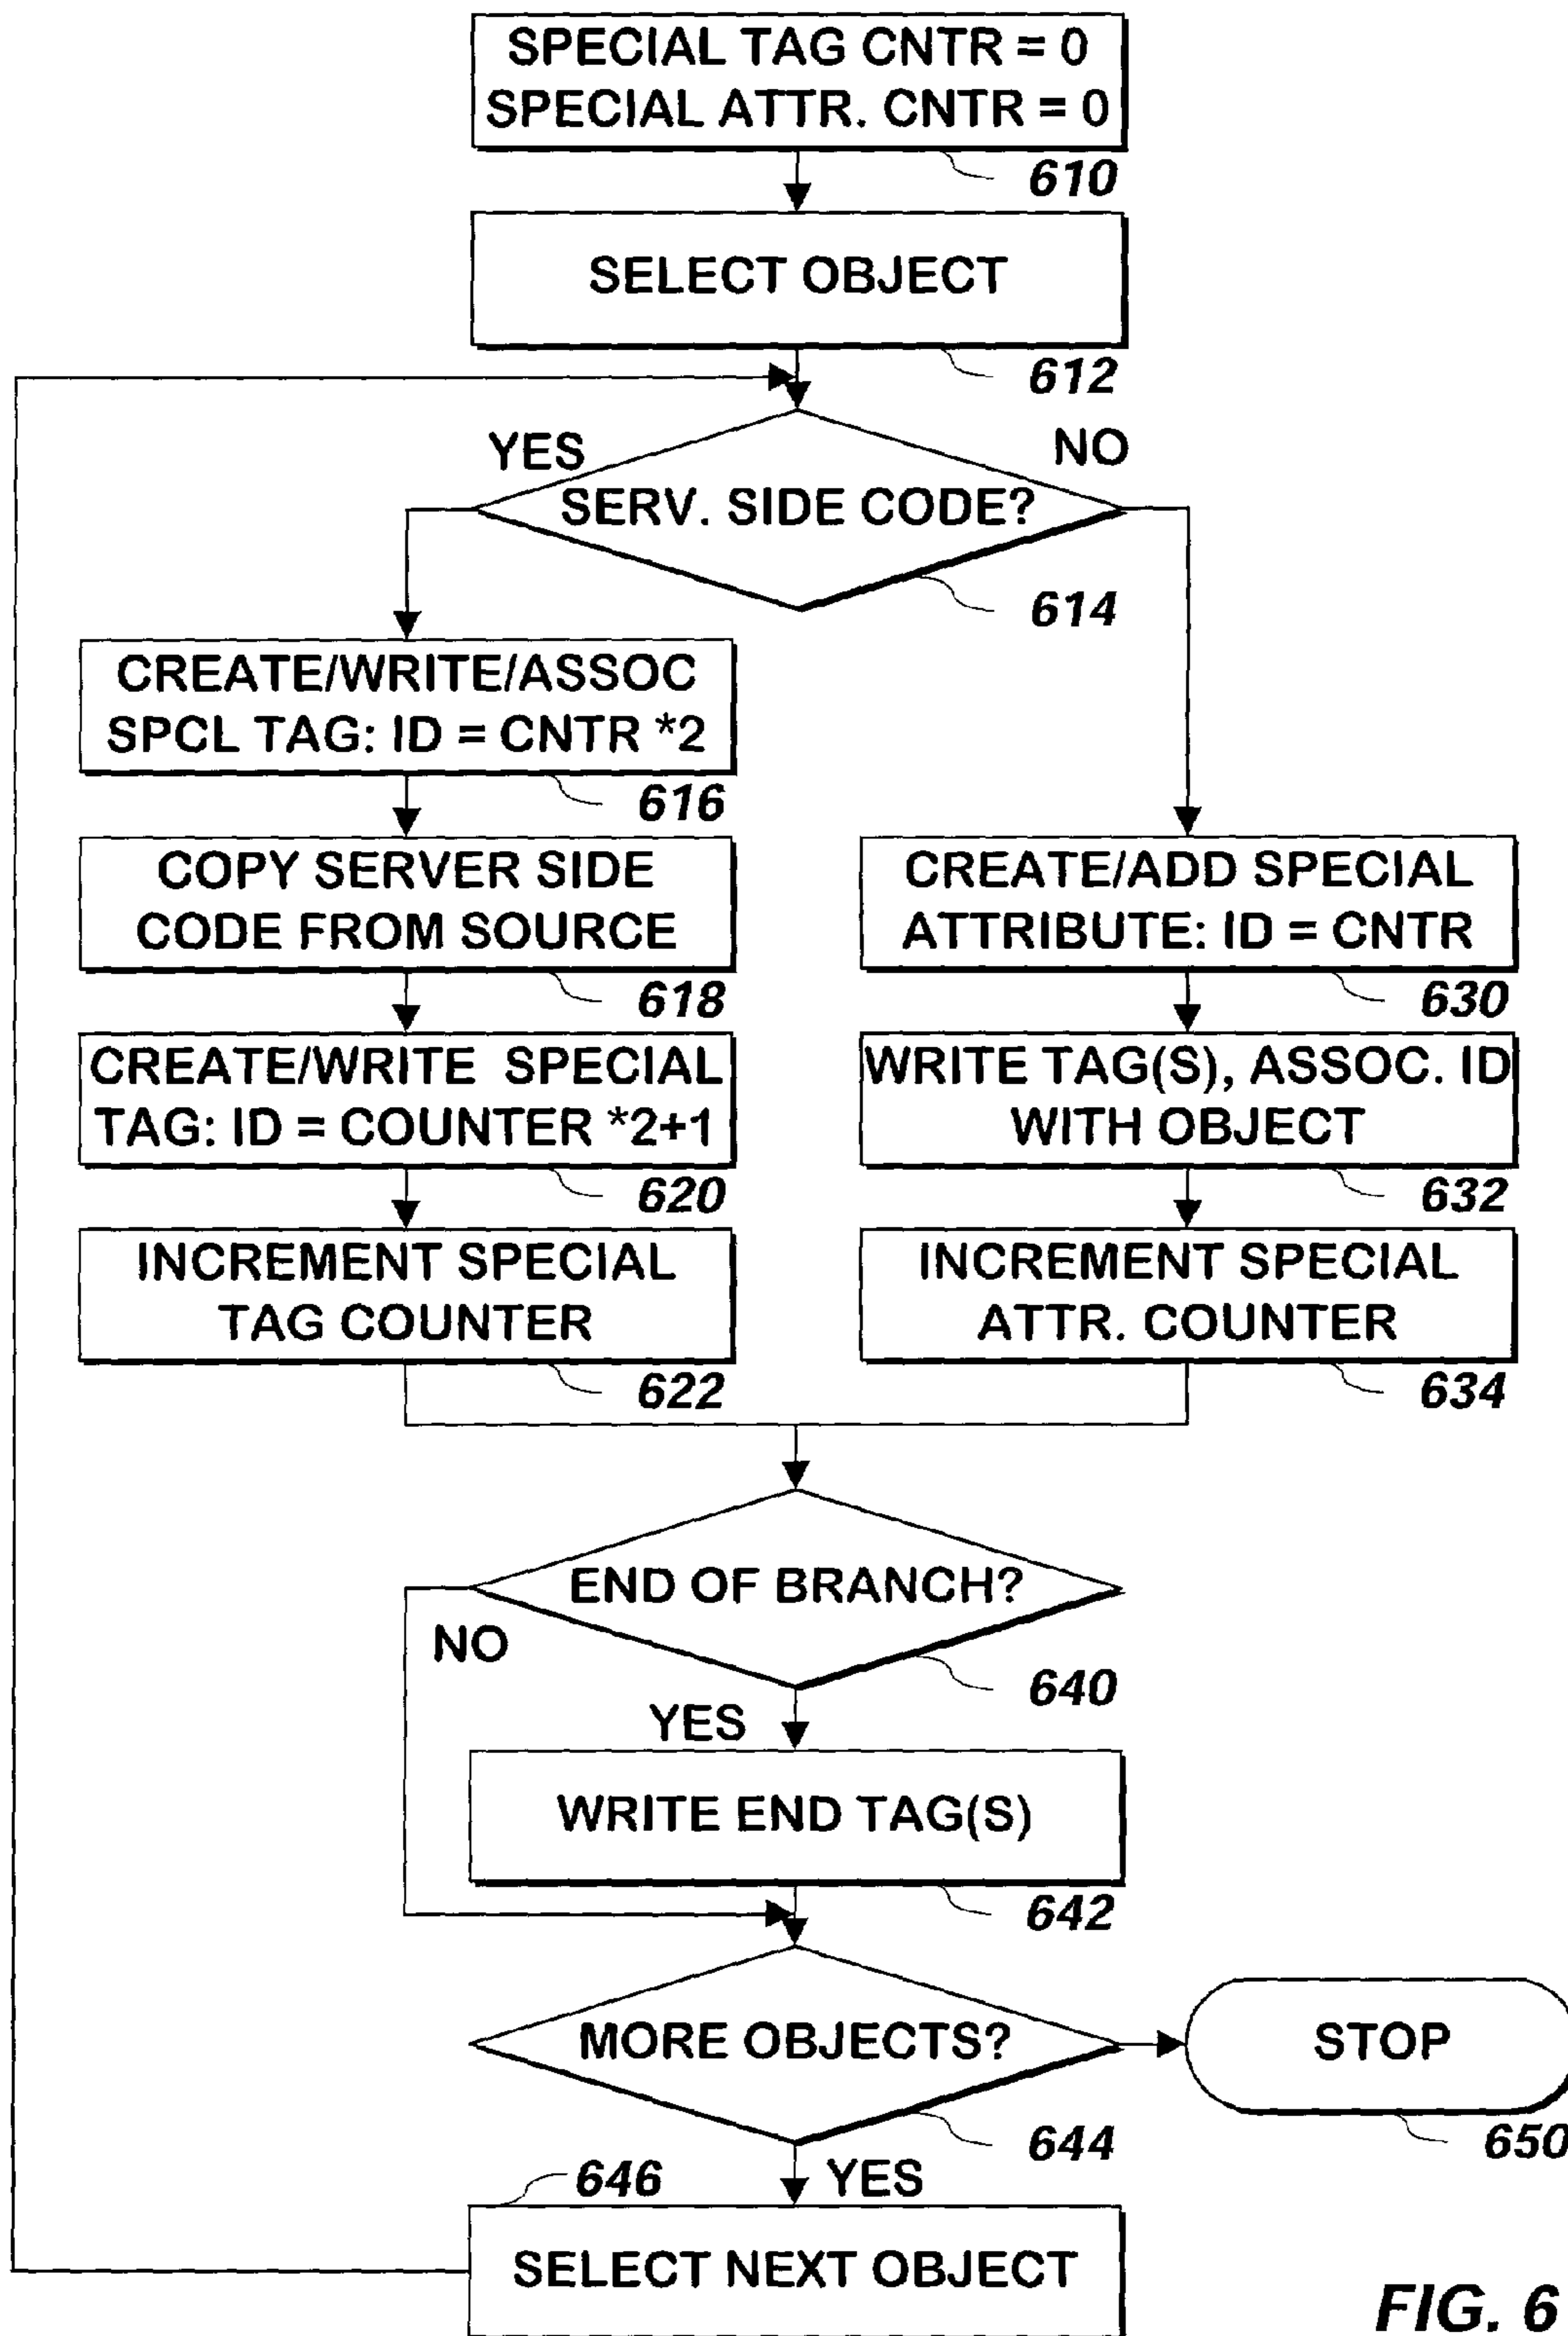 SPECIAL TAG CNTR = 0
SPECIAL ATTR. CNTR = 0
610
SELECT OBJECT
612
YES
NO
SERV. SIDE CODE?
614
CREATE/WRITE/ASSOC
SPCL TAG: ID = CNTR *2
616
COPY SERVER SIDE
CODE FROM SOURCE
618
CREATE/WRITE SPECIAL
TAG: ID = COUNTER *2+1
620
INCREMENT SPECIAL
TAG COUNTER
622
CREATE/ADD SPECIAL
ATTRIBUTE: ID = CNTR
630
WRITE TAG(S), ASSOC. ID
WITH OBJECT
632
INCREMENT SPECIAL
ATTR. COUNTER
634
END OF BRANCH?
NO
640
YES
WRITE END TAG(S)
642
MORE OBJECTS?
STOP
644
650
646
YES
SELECT NEXT OBJECT
FIG. 6